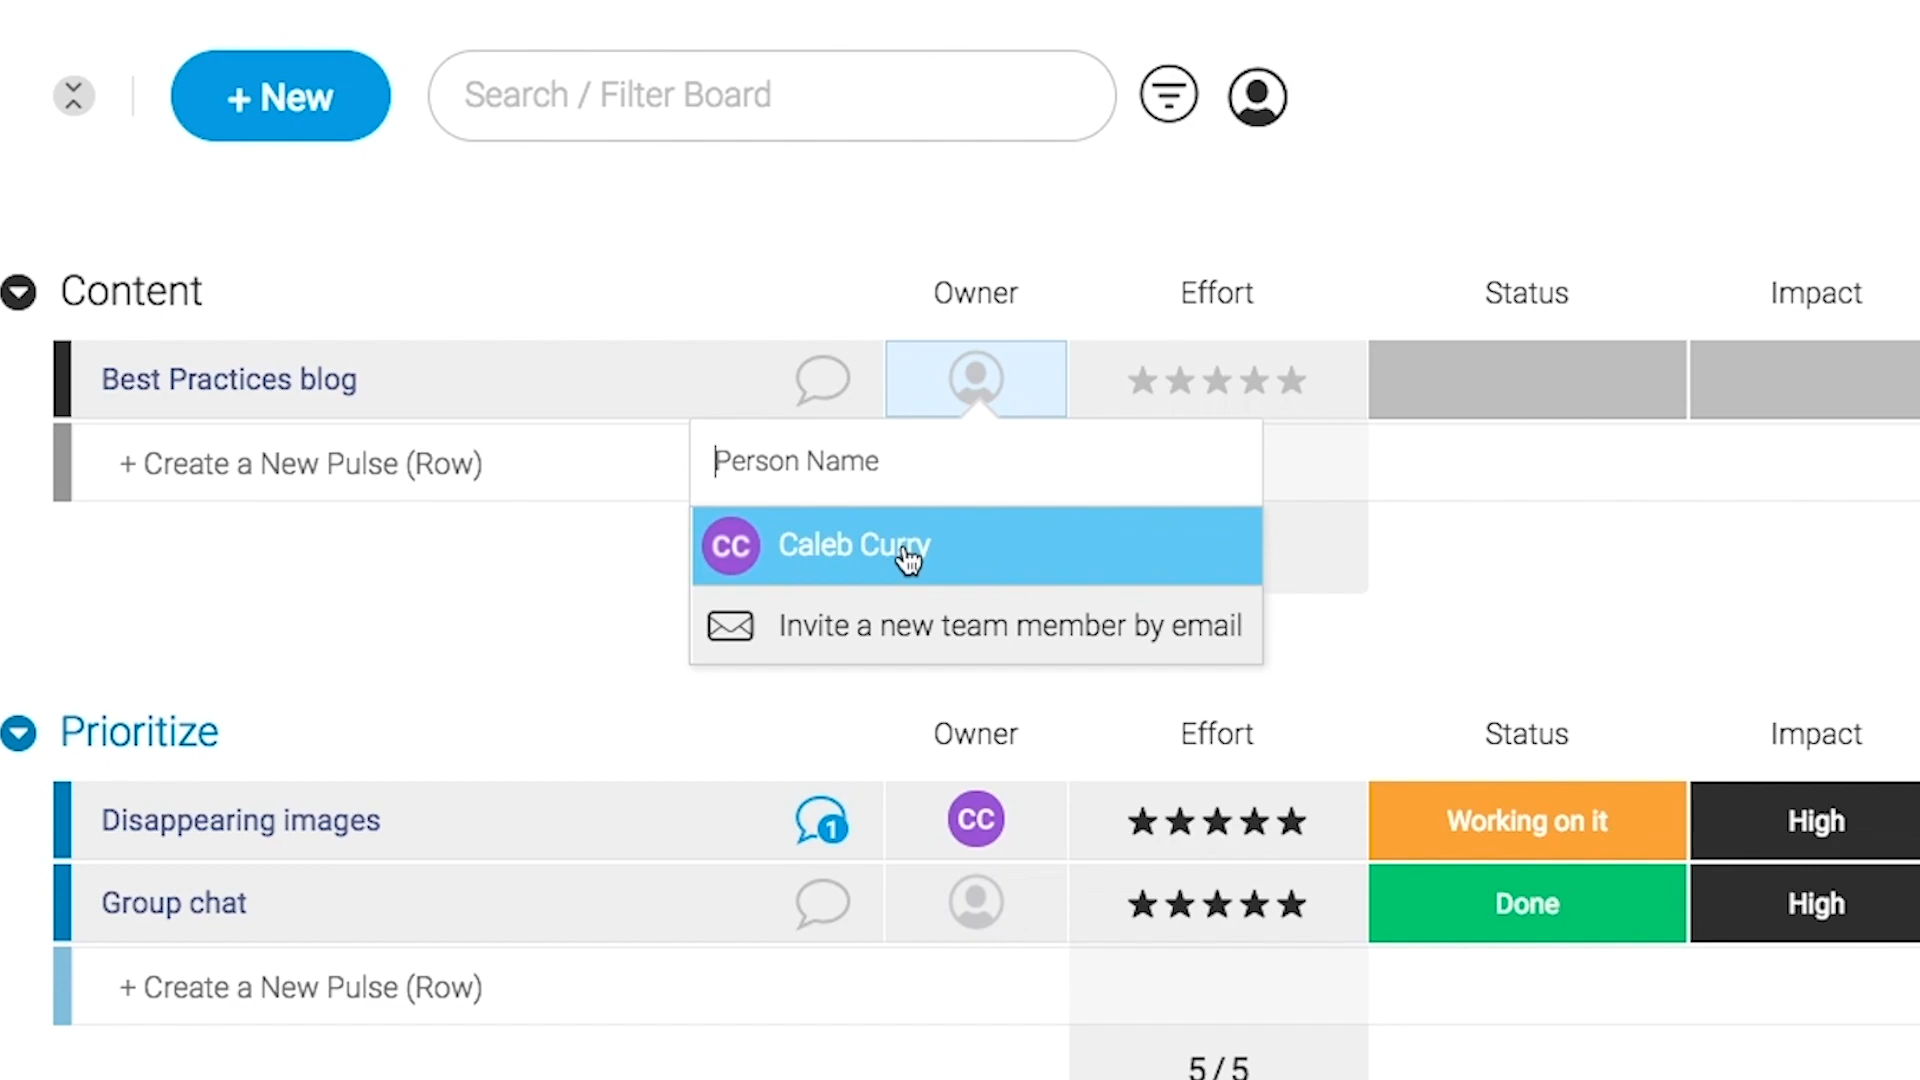 + New
Search / Filter Board
Content Owner Effort Status Impact
Best Practices blog
+ Create a New Pulse (Row)
Person Name
CC Caleb Curry
Invite a new team member by email
Prioritize Owner Effort Status Impact
Disappearing images 1 CC Working on it High
Group chat Done High
+ Create a New Pulse (Row)
5 / 5